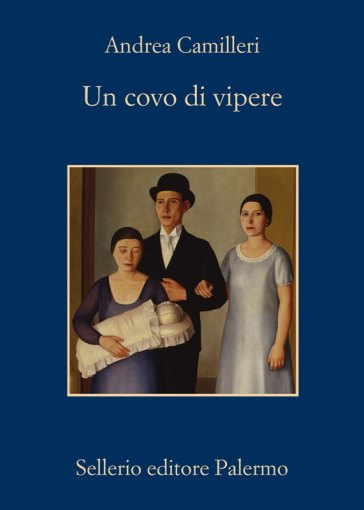 Andrea Camilleri
Un covo di vipere
Sellerio editore Palermo